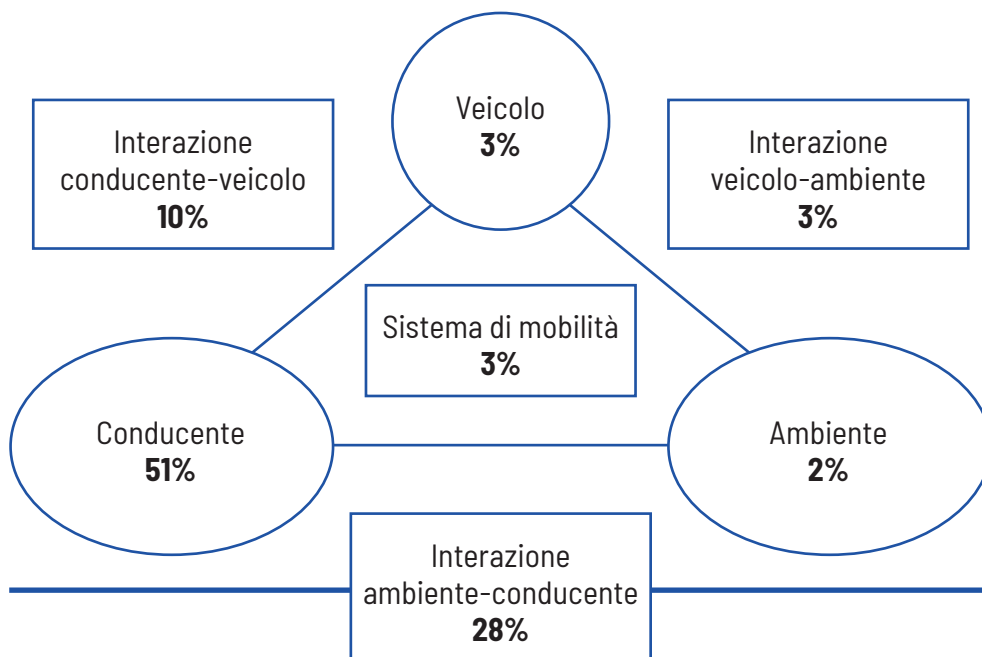 Veicolo
3%
Interazione
conducente-veicolo
10%
Interazione
veicolo-ambiente
3%
Sistema di mobilità
3%
Conducente
51%
Ambiente
2%
Interazione
ambiente-conducente
28%